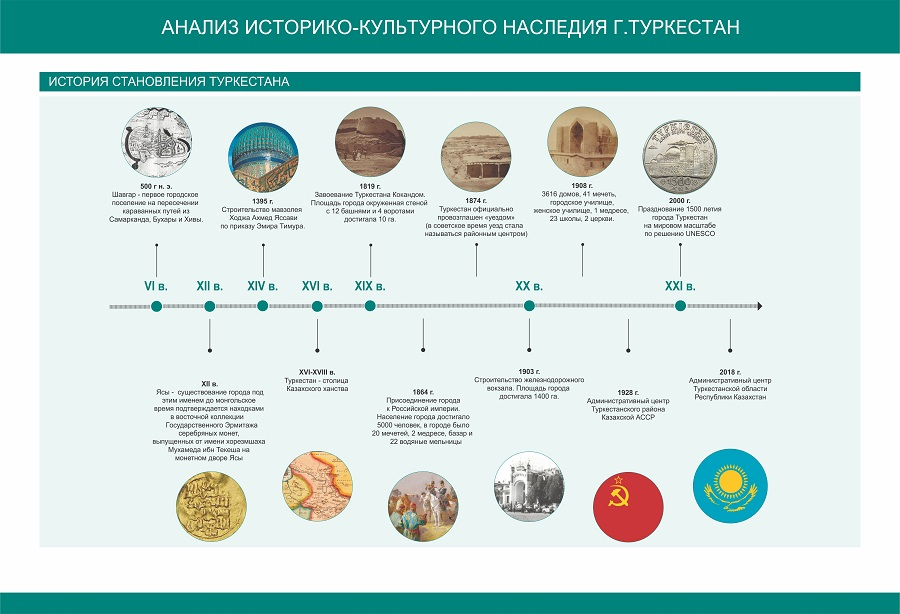 АНАЛИЗ ИСТОРИКО-КУЛЬТУРНОГО НАСЛЕДИЯ Г.ТУРКЕСТАН
ИСТОРИЯ СТАНОВЛЕНИЯ ТУРКЕСТАНА
500 г н. э.
Шавгар - первое городское
поселение на пересечении
караванных путей из
Самарканда, Бухары и Хивы.
1395 г.
Строительство мавзолея
Ходжа Ахмед Яссави
по приказу Эмира Тимура.
1819 г.
Завоевание Туркестана Кокандом.
Площадь города окруженная стеной
с 12 башнями и 4 воротами
достигала 10 га.
1874 г.
Туркестан официально
провозглашен «уездом»
(в советское время уезд стала
называться районным центром)
1908 г.
3616 домов, 41 мечеть,
городское училище,
женское училище, 1 медресе,
23 школы, 2 церкви.
TÜRKISTAN
1500
2000 г.
Празднование 1500 летия
города Туркестан
на мировом масштабе
по решению UNESCO
VI в.
XII в.
XIV в.
XVI в.
XIX в.
XX в.
XXI в.
XII в.
Ясы - существование города под
этим именем до монгольское
время подтверждается находками
в восточной коллекции
Государственного Эрмитажа
серебряных монет,
выпущенных от имени хорезмшаха
Мухамеда ибн Текеша на
монетном дворе Ясы
XVI-XVIII в.
Туркестан - столица
Казахского ханства
1864 г.
Присоединение города
к Российской империи.
Население города достигало
5000 человек, в городе было
20 мечетей, 2 медресе, базар и
22 водяные мельницы
1903 г.
Строительство железнодорожного
вокзала. Площадь города
достигала 1400 га.
1928 г.
Административный центр
Туркестанского района
Казахской АССР
2018 г.
Административный центр
Туркестанской области
Республики Казахстан